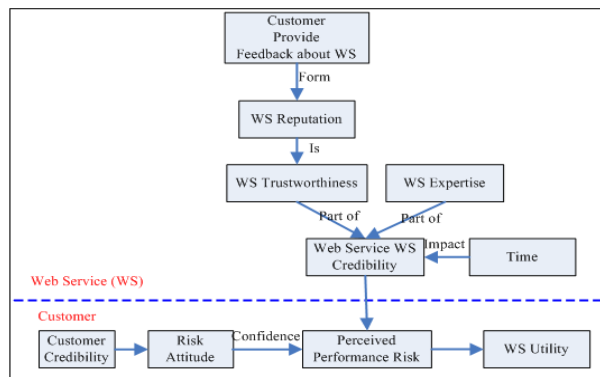 Customer
Provide
Feedback about WS
Form
WS Reputation
Is
WS Trustworthiness
WS Expertise
Part of
Part of
Web Service WS
Credibility
Impact
Time
Web Service (WS)
Customer
Customer
Credibility
Risk
Attitude
Confidence
Perceived
Performance Risk
WS Utility